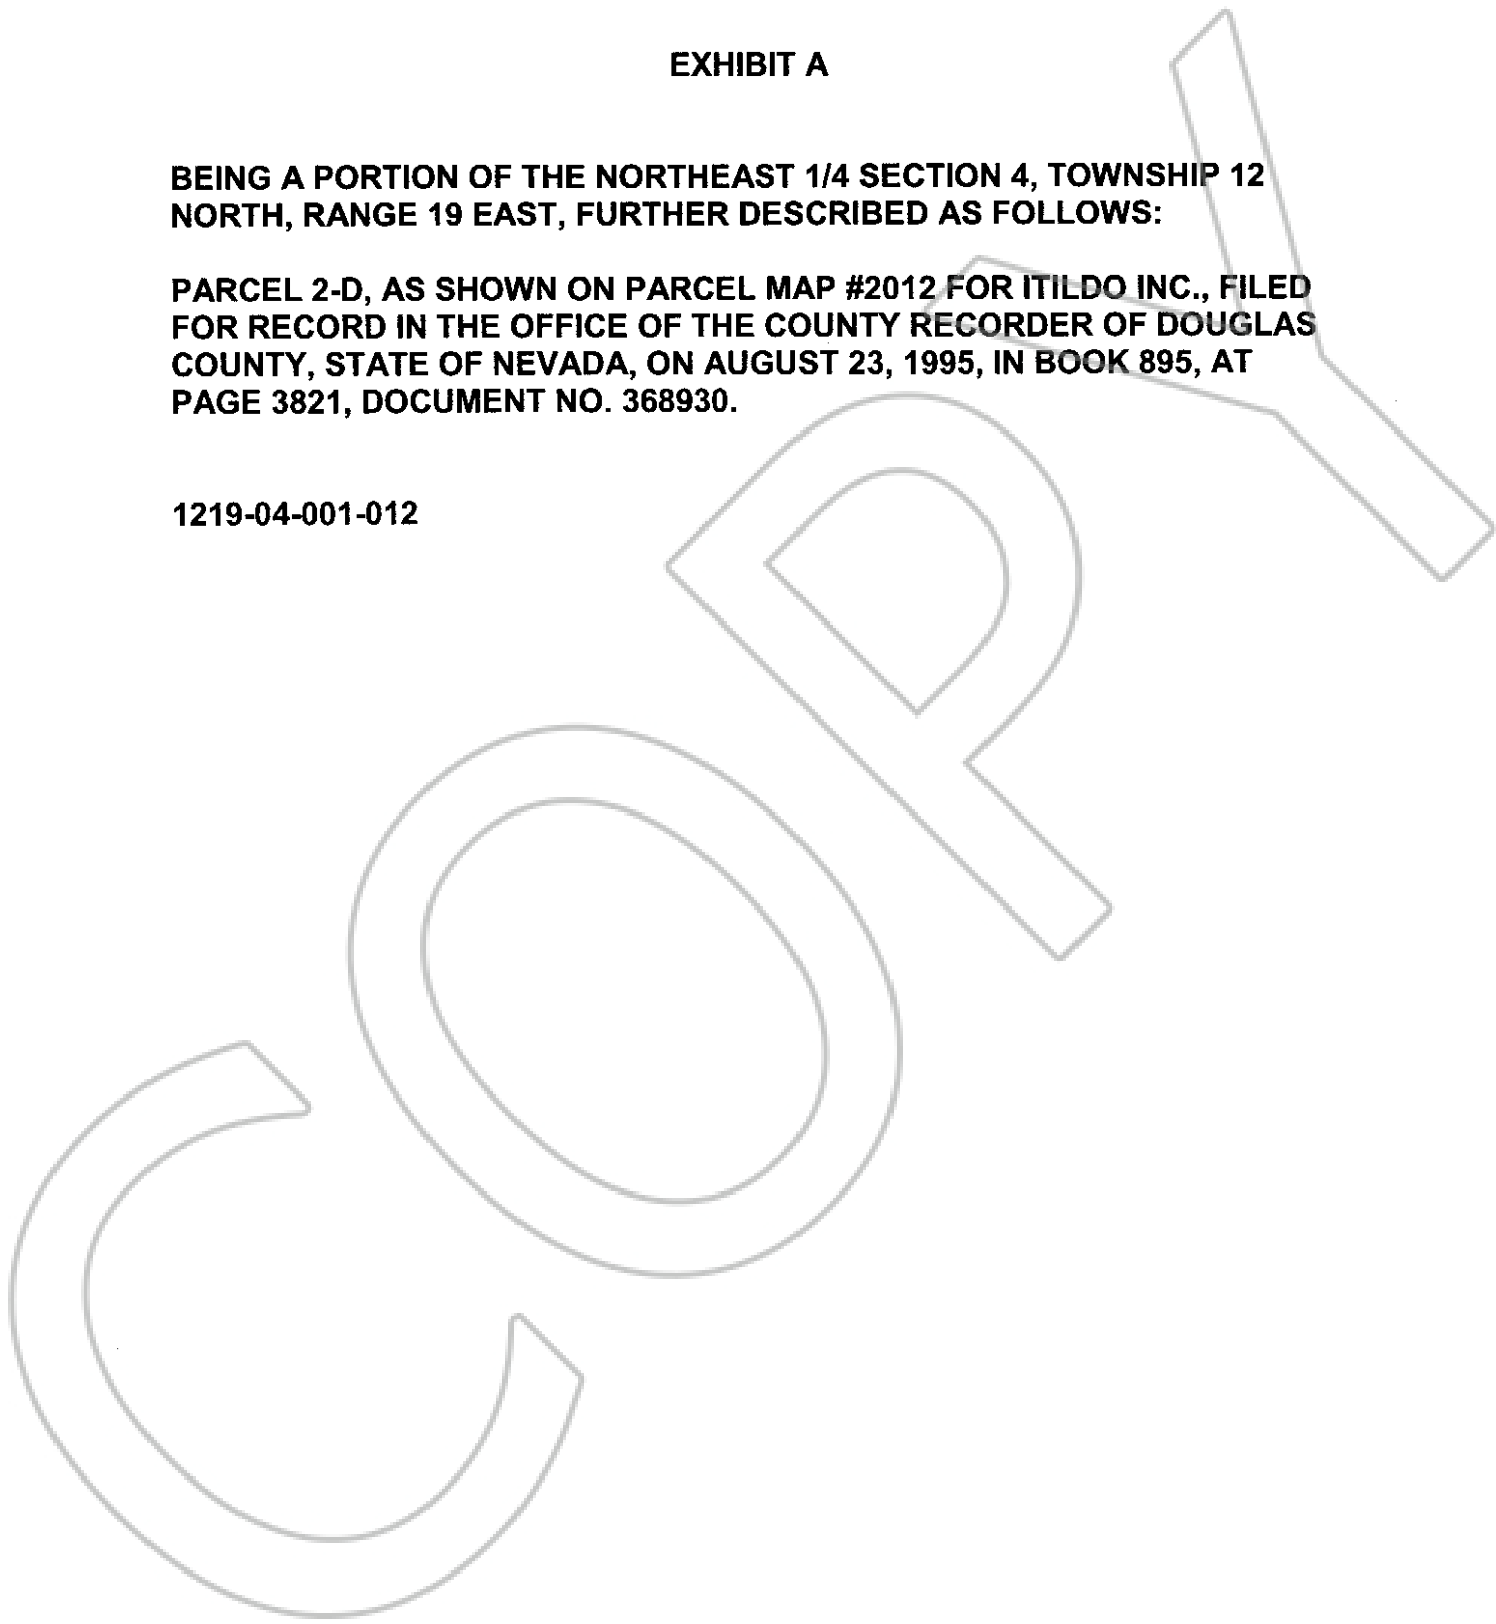 EXHIBIT A
BEING A PORTION OF THE NORTHEAST 1/4 SECTION 4, TOWNSHIP 12
NORTH, RANGE 19 EAST, FURTHER DESCRIBED AS FOLLOWS:
PARCEL 2-D, AS SHOWN ON PARCEL MAP #2012 FOR ITILDO INC., FILED
FOR RECORD IN THE OFFICE OF THE COUNTY RECORDER OF DOUGLAS
COUNTY, STATE OF NEVADA, ON AUGUST 23, 1995, IN BOOK 895, AT
PAGE 3821, DOCUMENT NO. 368930.
1219-04-001-012
COPY